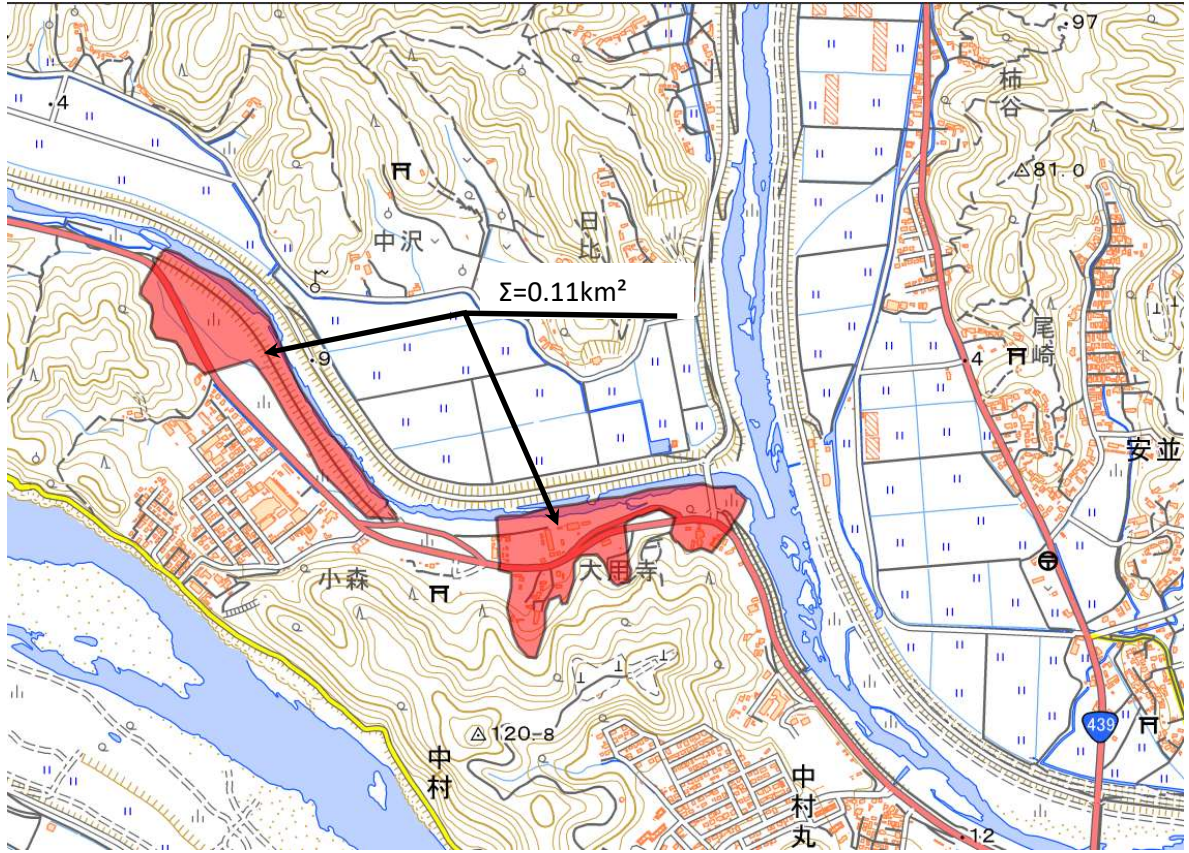 .97
柿谷
.4
△81.0
中沢
日比
Σ=0.11km²
.9
.4
尾崎
安並
小森
大用寺
439
△120.8
中村
中村丸
.12